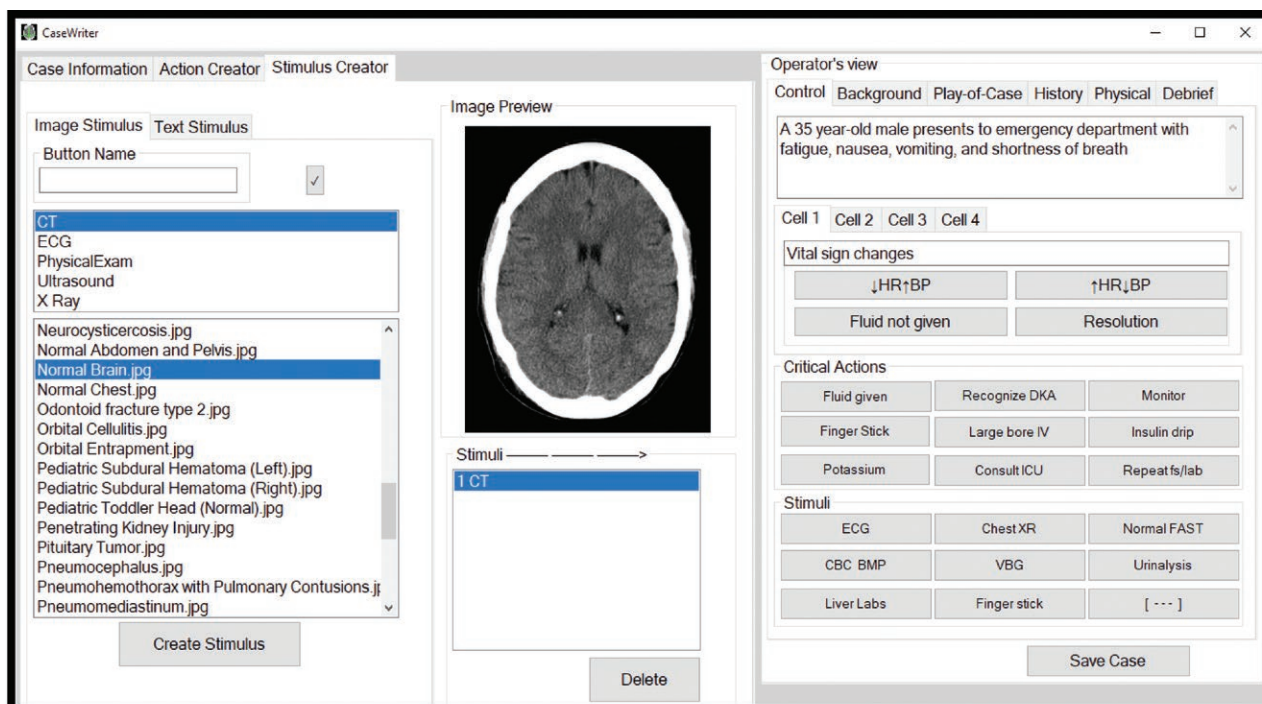 CaseWriter
Case Information
Action Creator
Stimulus Creator
Image Stimulus
Text Stimulus
Button Name
✓
CT
ECG
PhysicalExam
Ultrasound
X Ray
Neurocysticercosis.jpg
Normal Abdomen and Pelvis.jpg
Normal Brain.jpg
Normal Chest.jpg
Odontoid fracture type 2.jpg
Orbital Cellulitis.jpg
Orbital Entrapment.jpg
Pediatric Subdural Hematoma (Left).jpg
Pediatric Subdural Hematoma (Right).jpg
Pediatric Toddler Head (Normal).jpg
Penetrating Kidney Injury.jpg
Pituitary Tumor.jpg
Pneumocephalus.jpg
Pneumohemothorax with Pulmonary Contusions.j
Pneumomediastinum.jpg
Create Stimulus
Image Preview
Stimuli —— —— ——>
1 CT
Delete
Operator's view
Control
Background
Play-of-Case
History
Physical
Debrief
A 35 year-old male presents to emergency department with
fatigue, nausea, vomiting, and shortness of breath
Cell 1
Cell 2
Cell 3
Cell 4
Vital sign changes
↓HR↑BP
↑HR↓BP
Fluid not given
Resolution
Critical Actions
Fluid given
Recognize DKA
Monitor
Finger Stick
Large bore IV
Insulin drip
Potassium
Consult ICU
Repeat fs/lab
Stimuli
ECG
Chest XR
Normal FAST
CBC BMP
VBG
Urinalysis
Liver Labs
Finger stick
[ --- ]
Save Case